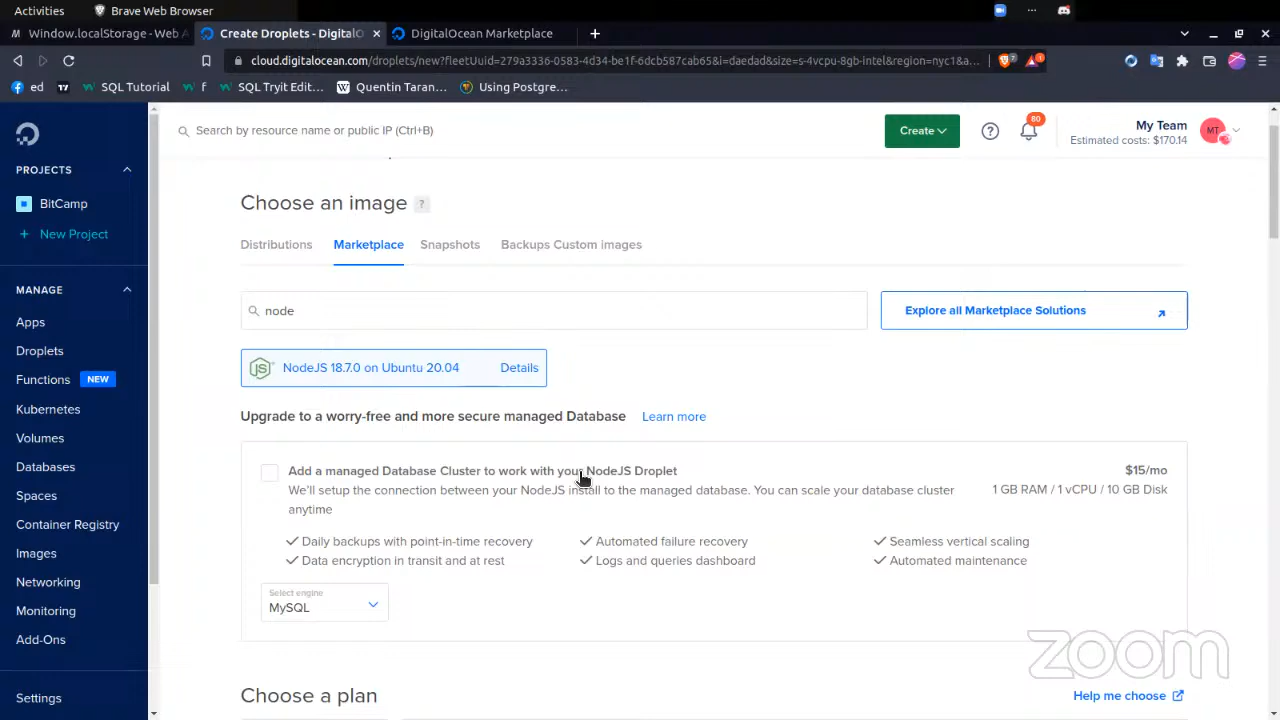 Activities
Brave Web Browser
Window.localStorage - Web A
Create Droplets - DigitalO
DigitalOcean Marketplace
cloud.digitalocean.com/droplets/new?fleetUuid=279a3336-0583-4d34-be1f-6dcb587cab65&i=daedad&size=s-4vcpu-8gb-intel&region=nyc1&a...
7
1
ed
SQL Tutorial
f
SQL Tryit Edit...
Quentin Taran...
Using Postgre...
Search by resource name or public IP (Ctrl+B)
Create
?
80
My Team
Estimated costs: $170.14
MT
PROJECTS
BitCamp
+ New Project
MANAGE
Apps
Droplets
Functions NEW
Kubernetes
Volumes
Databases
Spaces
Container Registry
Images
Networking
Monitoring
Add-Ons
Settings
Choose an image ?
Distributions
Marketplace
Snapshots
Backups
Custom images
node
Explore all Marketplace Solutions
JS
NodeJS 18.7.0 on Ubuntu 20.04
Details
Upgrade to a worry-free and more secure managed Database
Learn more
Add a managed Database Cluster to work with your NodeJS Droplet
$15/mo
We'll setup the connection between your NodeJS install to the managed database. You can scale your database cluster
anytime
1 GB RAM / 1 vCPU / 10 GB Disk
Daily backups with point-in-time recovery
Automated failure recovery
Seamless vertical scaling
Data encryption in transit and at rest
Logs and queries dashboard
Automated maintenance
Select engine
MySQL
zoom
Choose a plan
Help me choose